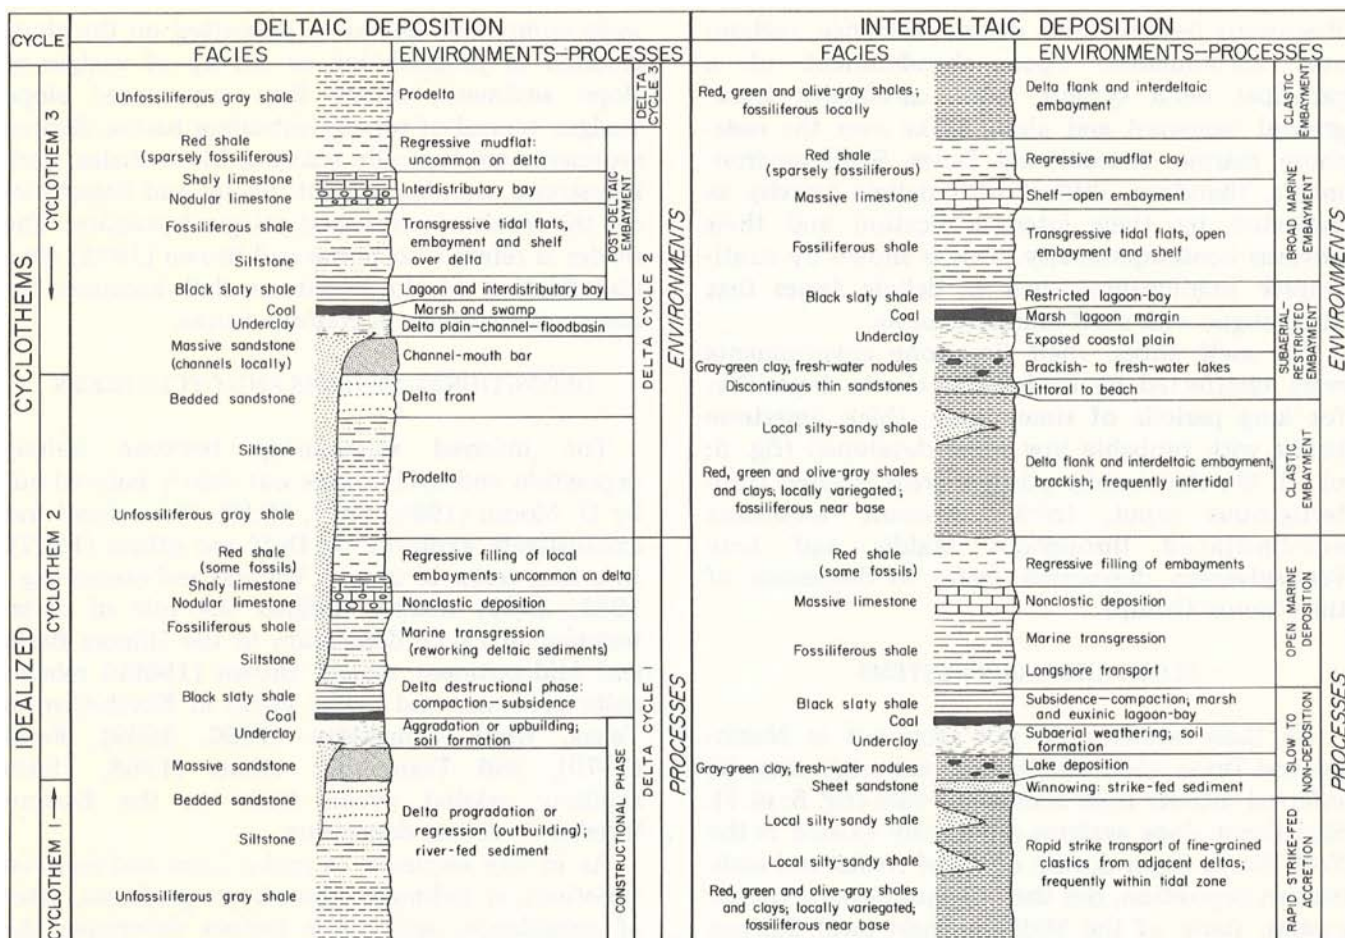 CYCLE
DELTAIC DEPOSITION
FACIES
ENVIRONMENTS—PROCESSES
INTERDELTAIC DEPOSITION
FACIES
ENVIRONMENTS—PROCESSES
IDEALIZED CYCLOTHEMS
CYCLOTHEM 3
CYCLOTHEM 2
CYCLOTHEM 1
Unfossiliferous gray shale
Red shale
(sparsely fossiliferous)
Shaly limestone
Nodular limestone
Fossiliferous shale
Siltstone
Black slaty shale
Coal
Underclay
Massive sandstone
(channels locally)
Bedded sandstone
Siltstone
Unfossiliferous gray shale
Red shale
(some fossils)
Shaly limestone
Nodular limestone
Fossiliferous shale
Siltstone
Black slaty shale
Coal
Underclay
Massive sandstone
Bedded sandstone
Siltstone
Unfossiliferous gray shale
Prodelta
Regressive mudflat:
uncommon on delta
Interdistributary bay
Transgressive tidal flats,
embayment and shelf
over delta
Lagoon and interdistributary bay
Marsh and swamp
Delta plain-channel-floodbasin
Channel-mouth bar
Delta front
Prodelta
Regressive filling of local
embayments uncommon on delta
Nonclastic deposition
Marine transgression
(reworking deltaic sediments)
Delta destructional phase:
compaction-subsidence
Aggradation or upbuilding;
soil formation
Delta progradation or
regression (outbuilding);
river-fed sediment
DELTA
CYCLE 3
POST-DELTAIC
EMBAYMENT
DELTA CYCLE 2
CONSTRUCTIONAL PHASE
DELTA CYCLE 1
ENVIRONMENTS
PROCESSES
Red, green and olive-gray shales;
fossiliferous locally
Red shale
(sparsely fossiliferous)
Massive limestone
Fossiliferous shale
Black slaty shale
Coal
Underclay
Gray-green clay; fresh-water nodules
Discontinuous thin sandstones
Local silty-sandy shale
Red, green and olive-gray shales
and clays; locally variegated;
fossiliferous near base
Red shale
(some fossils)
Massive limestone
Fossiliferous shale
Black slaty shale
Coal
Underclay
Gray-green clay, fresh-water nodules
Sheet sandstone
Local silty-sandy shale
Local silty-sandy shale
Red, green and olive-gray shales
and clays; locally variegated;
fossiliferous near base
Delta flank and interdeltaic
embayment
Regressive mudflat clay
Shelf-open embayment
Transgressive tidal flats, open
embayment and shelf
Restricted lagoon-bay
Marsh lagoon margin
Exposed coastal plain
Brackish- to fresh-water lakes
Littoral to beach
Delta flank and interdeltaic embayment;
brackish; frequently intertidal
Regressive filling of embayments
Nonclastic deposition
Marine transgression
Longshore transport
Subsidence—compaction; marsh
and euxinic lagoon-bay
Subaerial weathering; soil
formation
Lake deposition
Winnowing: strike-fed sediment
Rapid strike transport of fine-grained
clastics from adjacent deltas;
frequently within tidal zone
CLASTIC
EMBAYMENT
BROAD MARINE
EMBAYMENT
SUBAERIAL-
RESTRICTED
EMBAYMENT
CLASTIC
EMBAYMENT
OPEN MARINE
DEPOSITION
SLOW TO
NON-DEPOSITION
RAPID STRIKE-FED
ACCRETION
ENVIRONMENTS
PROCESSES